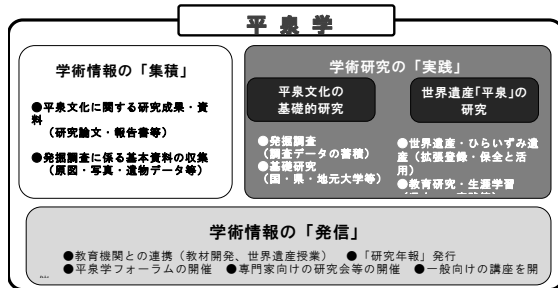 平泉学
学術情報の「集積」
●平泉文化に関する研究成果・資
料
（研究論文・報告書等）
●発掘調査に係る基本資料の収集
（原図・写真・遺物データ等）
学術研究の「実践」
平泉文化の
基礎的研究
●発掘調査
（調査データの蓄積）
●基礎研究
（国・県・地元大学等）
世界遺産「平泉」の
研究
●世界遺産・ひらいずみ遺
産（拡張登録・保全と活
用）
●教育研究・生涯学習
学術情報の「発信」
●教育機関との連携（教材開発、世界遺産授業） ●「研究年報」発行
●平泉学フォーラムの開催 ●専門家向けの研究会等の開催 ●一般向けの講座を開